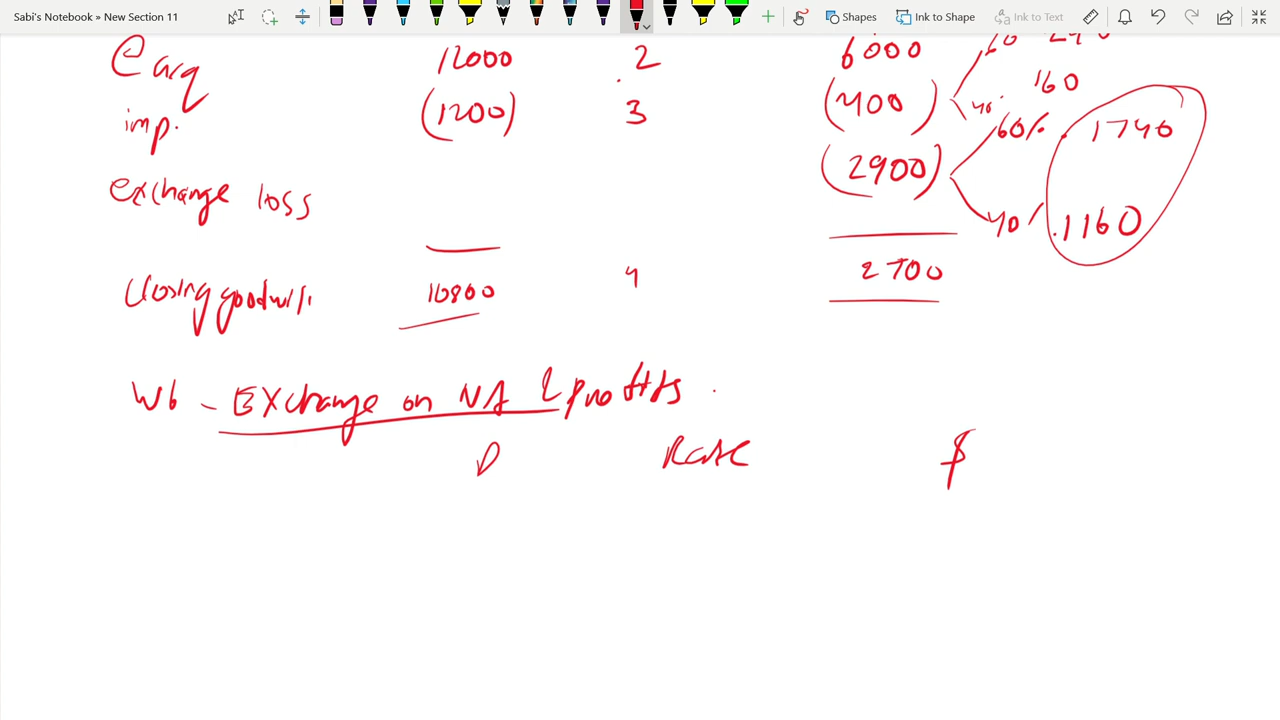 Sabi's Notebook » New Section 11
Shapes
Ink to Shape
Ink to Text
@ acq 12000 2 6000
160
imp. (1200) 3 (400) 40.
60%. 1740
(2900)
exchange loss
40%. 1160
closing goodwill 10800 4 2700
W6 - Exchange on NA & profits.
D Rate $